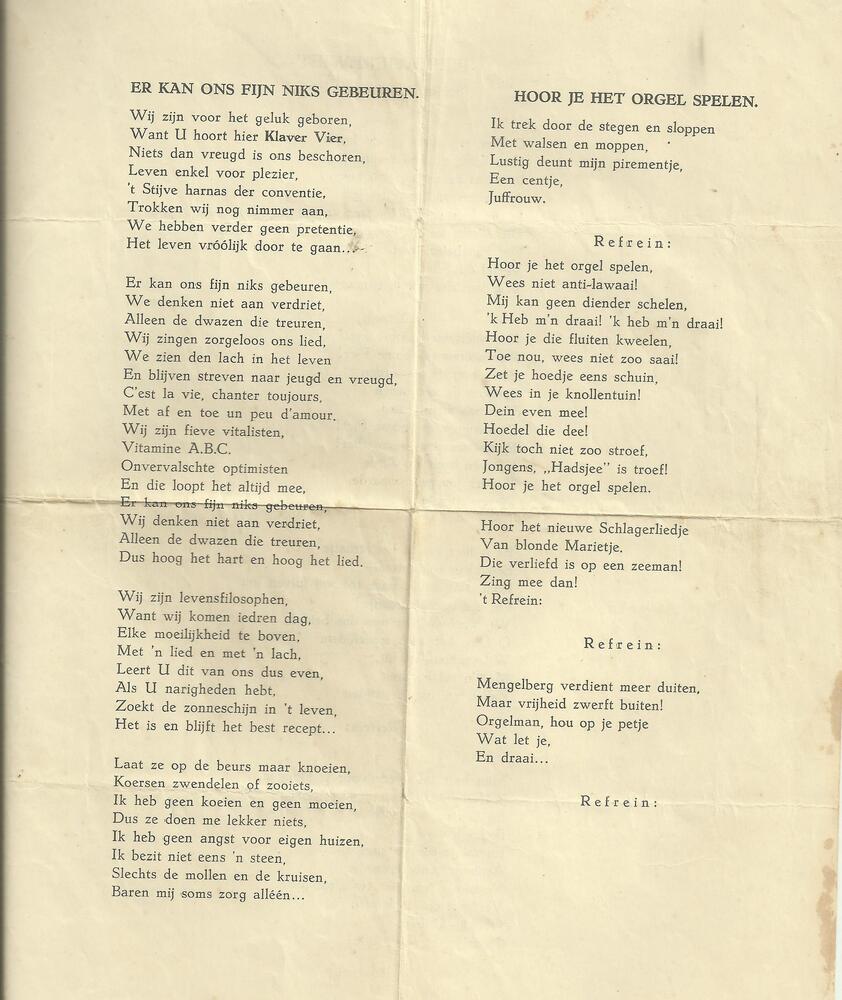 ER KAN ONS FIJN NIKS GEBEUREN.
Wij zijn voor het geluk geboren,
Want U hoort hier Klaver Vier,
Niets dan vreugd is ons beschoren,
Leven enkel voor plezier,
't Stijve harnas der conventie,
Trokken wij nog nimmer aan,
We hebben verder geen pretentie,
Het leven vróólijk door te gaan...
Er kan ons fijn niks gebeuren,
We denken niet aan verdriet,
Alleen de dwazen die treuren,
Wij zingen zorgeloos ons lied,
We zien den lach in het leven
En blijven streven naar jeugd en vreugd,
C'est la vie, chanter toujours,
Met af en toe un peu d'amour.
Wij zijn fieve vitalisten,
Vitamine A.B.C.
Onvervalschte optimisten
En die loopt het altijd mee,
Er kan ons fijn niks gebeuren,
Wij denken niet aan verdriet,
Alleen de dwazen die treuren,
Dus hoog het hart en hoog het lied.
Wij zijn levensfilosophen,
Want wij komen iedren dag,
Elke moeilijkheid te boven,
Met 'n lied en met 'n lach,
Leert U dit van ons dus even,
Als U narigheden hebt,
Zoekt de zonneschijn in 't leven,
Het is en blijft het best recept...
Laat ze op de beurs maar knoeien,
Koersen zwendelen of zooiets,
Ik heb geen koeien en geen moeien,
Dus ze doen me lekker niets,
Ik heb geen angst voor eigen huizen,
Ik bezit niet eens 'n steen,
Slechts de mollen en de kruisen,
Baren mij soms zorg alléén...
HOOR JE HET ORGEL SPELEN.
Ik trek door de stegen en sloppen
Met walsen en moppen,
Lustig deunt mijn pirementje,
Een centje,
Juffrouw.
Refrein:
Hoor je het orgel spelen,
Wees niet anti-lawaai!
Mij kan geen diender schelen,
'k Heb m'n draai! 'k heb m'n draai!
Hoor je die fluiten kweelen,
Toe nou, wees niet zoo saai!
Zet je hoedje eens schuin,
Wees in je knollentuin!
Dein even mee!
Hoedel die dee!
Kijk toch niet zoo stroef,
Jongens, „Hadsjee" is troef!
Hoor je het orgel spelen.
Hoor het nieuwe Schlagerliedje
Van blonde Marietje.
Die verliefd is op een zeeman!
Zing mee dan!
't Refrein:
Refrein:
Mengelberg verdient meer duiten,
Maar vrijheid zwerft buiten!
Orgelman, hou op je petje
Wat let je,
En draai...
Refrein: